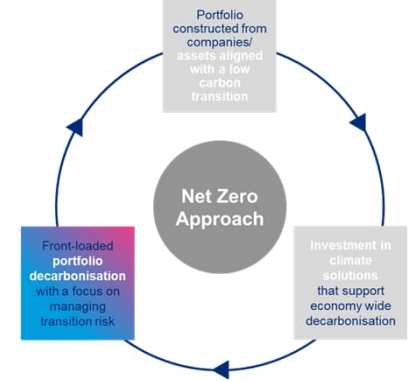 Portfolio
constructed from
companies/
assets aligned
with a low
carbon
transition
Net Zero
Approach
Front-loaded
portfolio
decarbonisation
with a focus on
managing
transition risk
Investment in
climate
solutions
that support
economy wide
decarbonisation